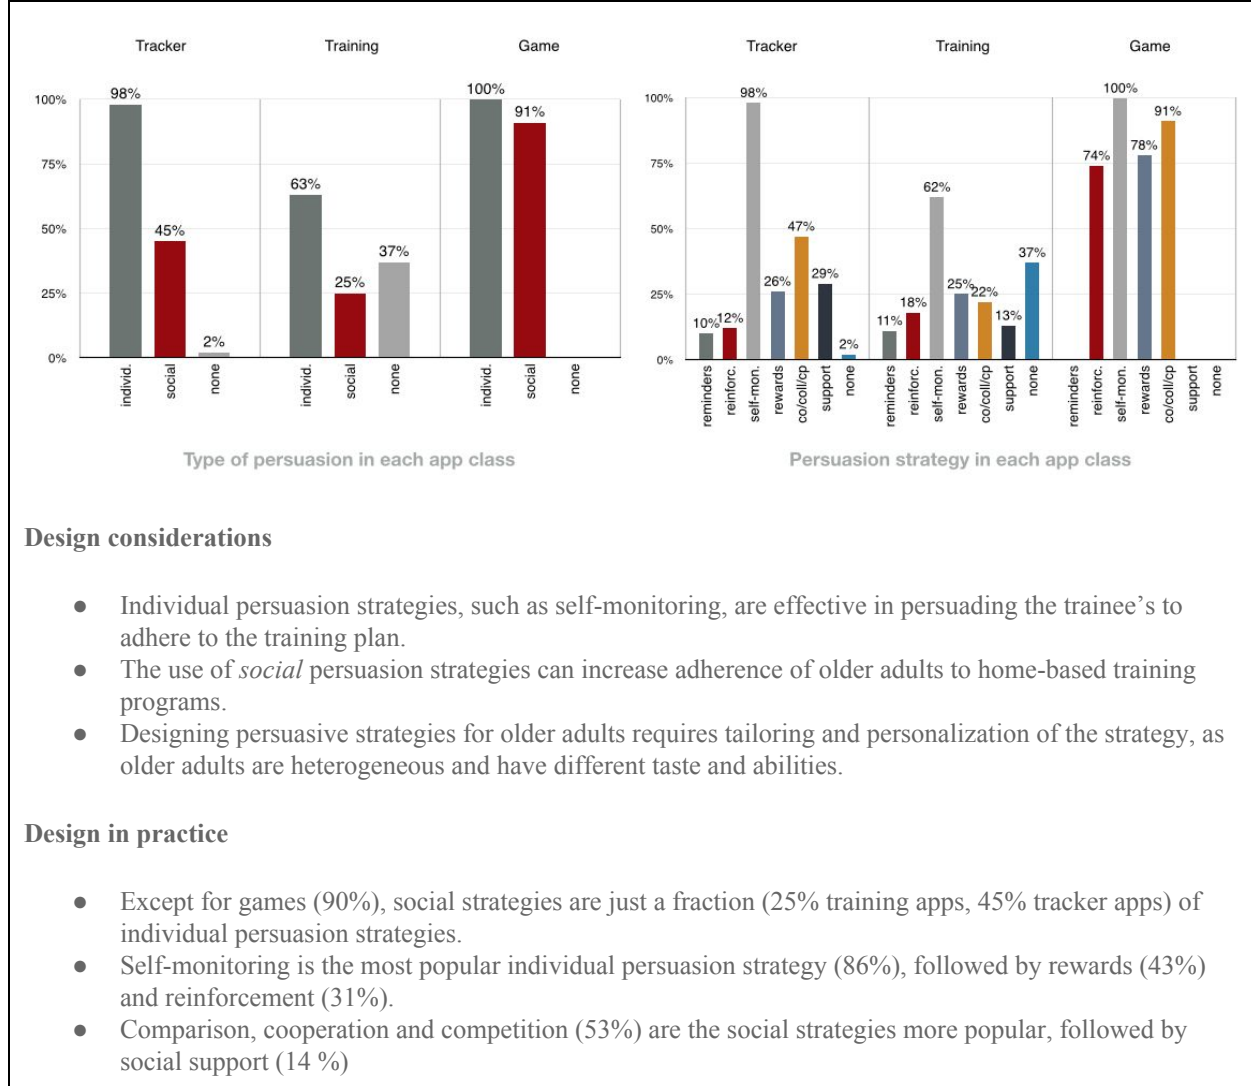 Tracker Training Game
100%
75%
50%
25%
0%
98%
45%
2%
63%
25%
37%
100%
91%
individ.
social
none
individ.
social
none
individ.
social
none
Type of persuasion in each app class
Tracker Training Game
100%
75%
50%
25%
0%
10%
12%
98%
26%
47%
29%
2%
11%
18%
62%
25%
22%
13%
37%
74%
100%
78%
91%
reminders
reinforc.
self-mon.
rewards
co/coll/cp
support
none
reminders
reinforc.
self-mon.
rewards
co/coll/cp
support
none
reminders
reinforc.
self-mon.
rewards
co/coll/cp
support
none
Persuasion strategy in each app class
Design considerations
● Individual persuasion strategies, such as self-monitoring, are effective in persuading the trainee’s to
adhere to the training plan.
● The use of social persuasion strategies can increase adherence of older adults to home-based training
programs.
● Designing persuasive strategies for older adults requires tailoring and personalization of the strategy, as
older adults are heterogeneous and have different taste and abilities.
Design in practice
● Except for games (90%), social strategies are just a fraction (25% training apps, 45% tracker apps) of
individual persuasion strategies.
● Self-monitoring is the most popular individual persuasion strategy (86%), followed by rewards (43%)
and reinforcement (31%).
● Comparison, cooperation and competition (53%) are the social strategies more popular, followed by
social support (14 %)